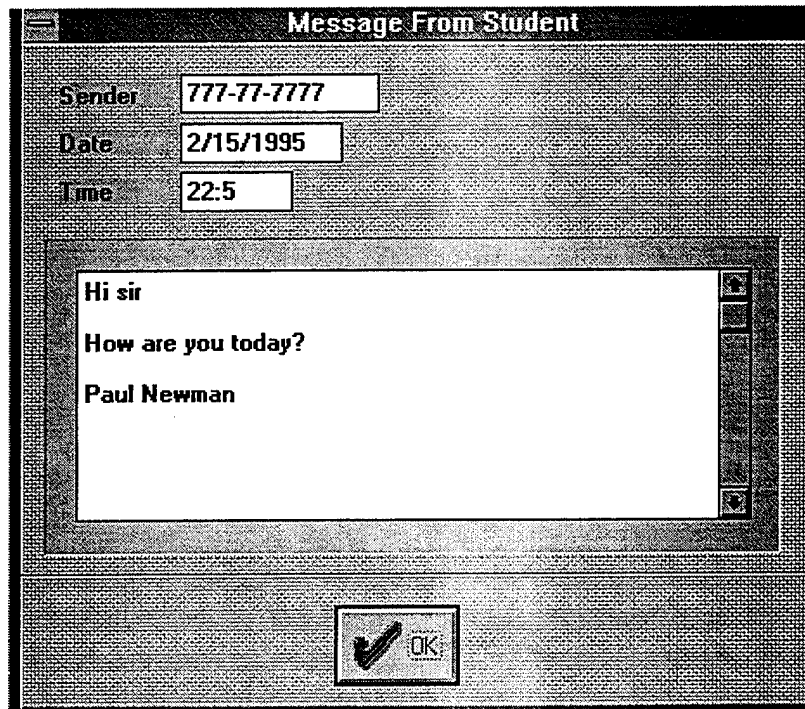 Message From Student
Sender 777-77-7777
Date 2/15/1995
Time 22:5
Hi sir
How are you today?
Paul Newman
OK